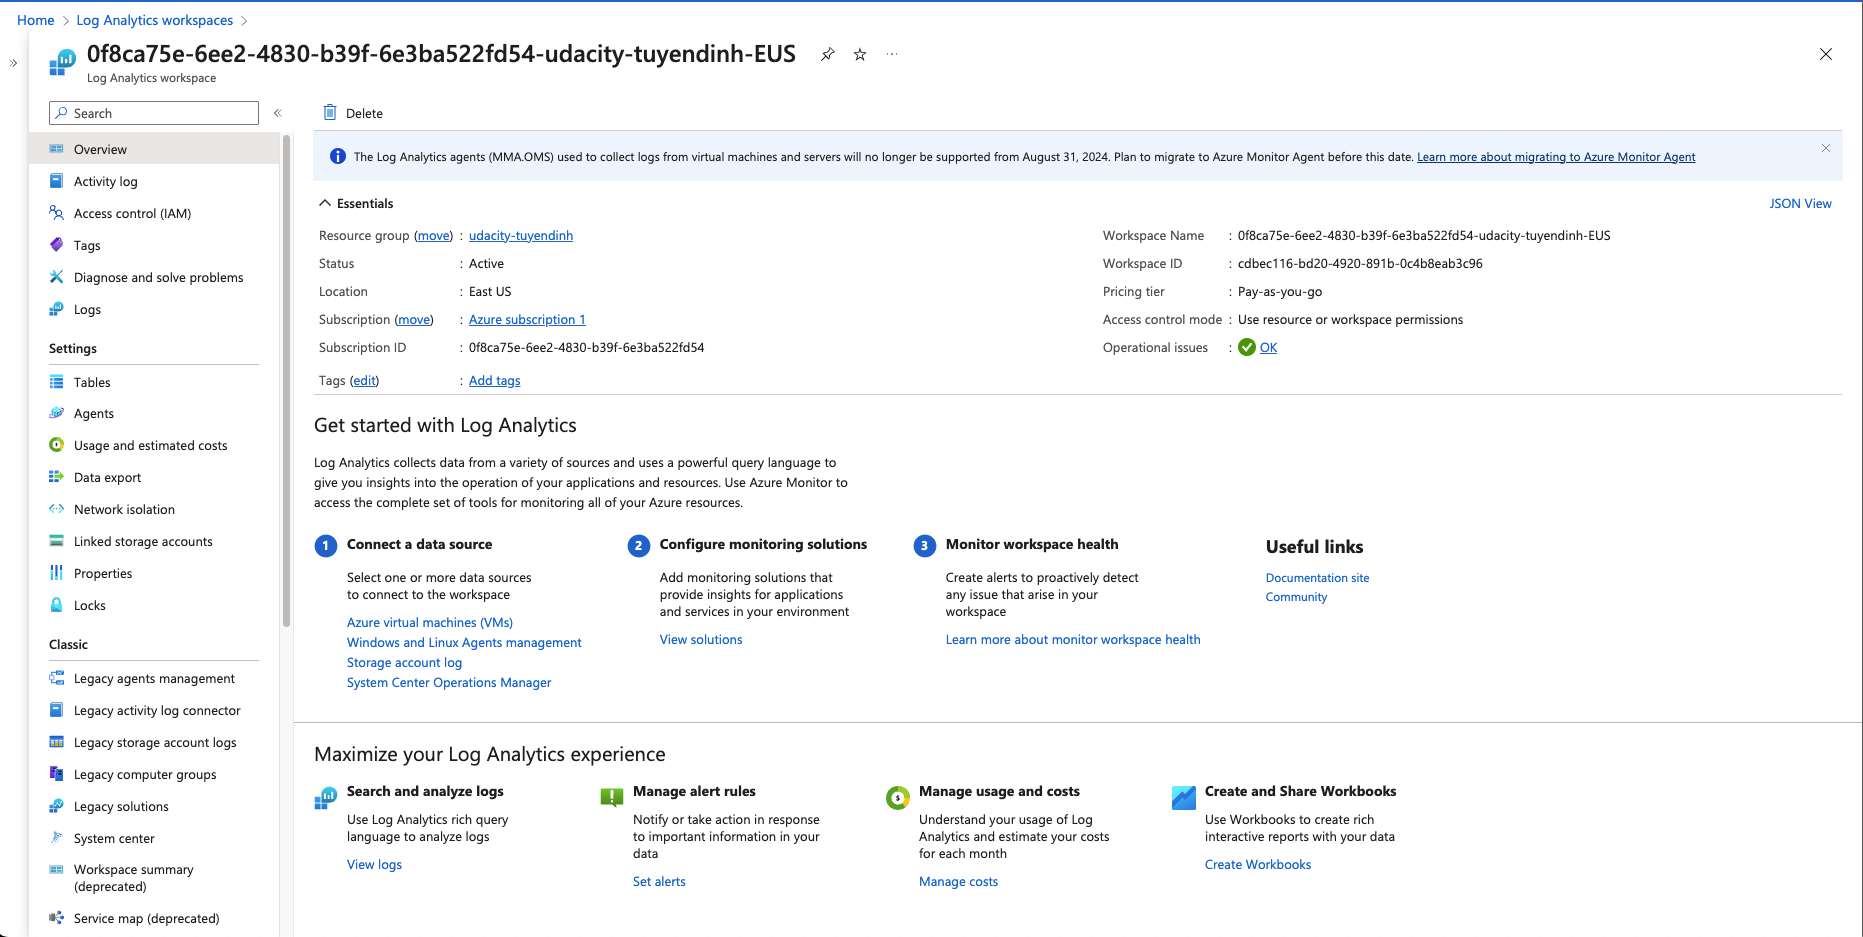 Home > Log Analytics workspaces >
0f8ca75e-6ee2-4830-b39f-6e3ba522fd54-udacity-tuyendinh-EUS
Log Analytics workspace
Search
Overview
Activity log
Access control (IAM)
Tags
Diagnose and solve problems
Logs
Settings
Tables
Agents
Usage and estimated costs
Data export
Network isolation
Linked storage accounts
Properties
Locks
Classic
Legacy agents management
Legacy activity log connector
Legacy storage account logs
Legacy computer groups
Legacy solutions
System center
Workspace summary
(deprecated)
Service map (deprecated)
Delete
The Log Analytics agents (MMA.OMS) used to collect logs from virtual machines and servers will no longer be supported from August 31, 2024. Plan to migrate to Azure Monitor Agent before this date. Learn more about migrating to Azure Monitor Agent
Essentials
JSON View
Resource group (move) : udacity-tuyendinh
Status : Active
Location : East US
Subscription (move) : Azure subscription 1
Subscription ID : 0f8ca75e-6ee2-4830-b39f-6e3ba522fd54
Tags (edit) : Add tags
Workspace Name : 0f8ca75e-6ee2-4830-b39f-6e3ba522fd54-udacity-tuyendinh-EUS
Workspace ID : cdbec116-bd20-4920-891b-0c4b8eab3c96
Pricing tier : Pay-as-you-go
Access control mode : Use resource or workspace permissions
Operational issues : OK
Get started with Log Analytics
Log Analytics collects data from a variety of sources and uses a powerful query language to
give you insights into the operation of your applications and resources. Use Azure Monitor to
access the complete set of tools for monitoring all of your Azure resources.
1 Connect a data source
Select one or more data sources
to connect to the workspace
Azure virtual machines (VMs)
Windows and Linux Agents management
Storage account log
System Center Operations Manager
2 Configure monitoring solutions
Add monitoring solutions that
provide insights for applications
and services in your environment
View solutions
3 Monitor workspace health
Create alerts to proactively detect
any issue that arise in your
workspace
Learn more about monitor workspace health
Useful links
Documentation site
Community
Maximize your Log Analytics experience
Search and analyze logs
Use Log Analytics rich query
language to analyze logs
View logs
Manage alert rules
Notify or take action in response
to important information in your
data
Set alerts
Manage usage and costs
Understand your usage of Log
Analytics and estimate your costs
for each month
Manage costs
Create and Share Workbooks
Use Workbooks to create rich
interactive reports with your data
Create Workbooks